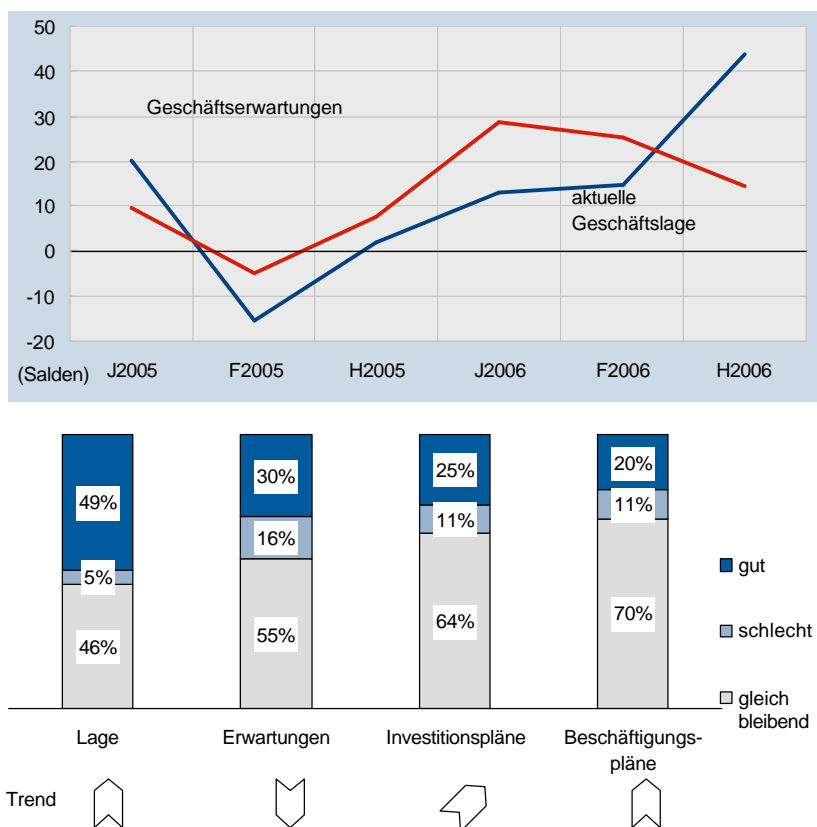 50
40
30
20
10
0
-10
-20
Geschäftserwartungen
aktuelle
Geschäftslage
(Salden) J2005 F2005 H2005 J2006 F2006 H2006
49% 30% 25% 20%
5% 16% 11% 11%
46% 55% 64% 70%
gut
schlecht
gleich
bleibend
Lage Erwartungen Investitionspläne Beschäftigungs-
pläne
Trend